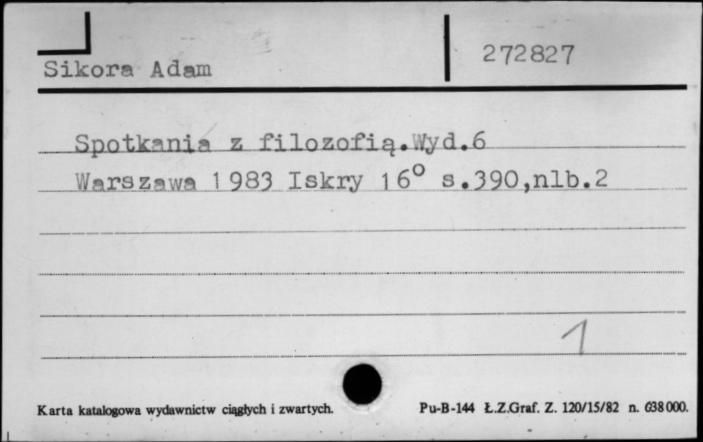 Sikora Adam
272827
Spotkania z filozofią.Wyd.6
Warszawa 1983 Iskry 16° s.390,nlb.2
1
Karta katalogowa wydawnictw ciągłych i zwartych.
Pu-B-144 Ł.Z.Graf. Z. 120/15/82 n. 638000.